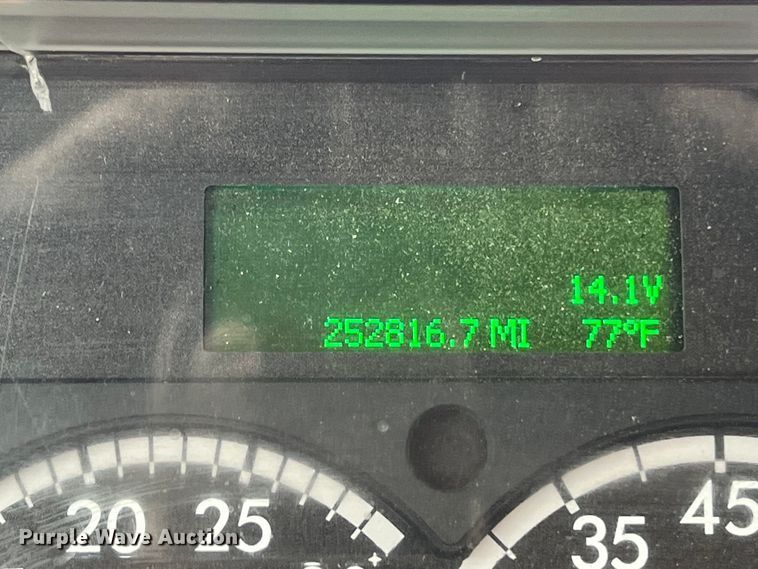 14.1V
252816.7 MI 77°F
20 25
35 45
Purple Wave Auction